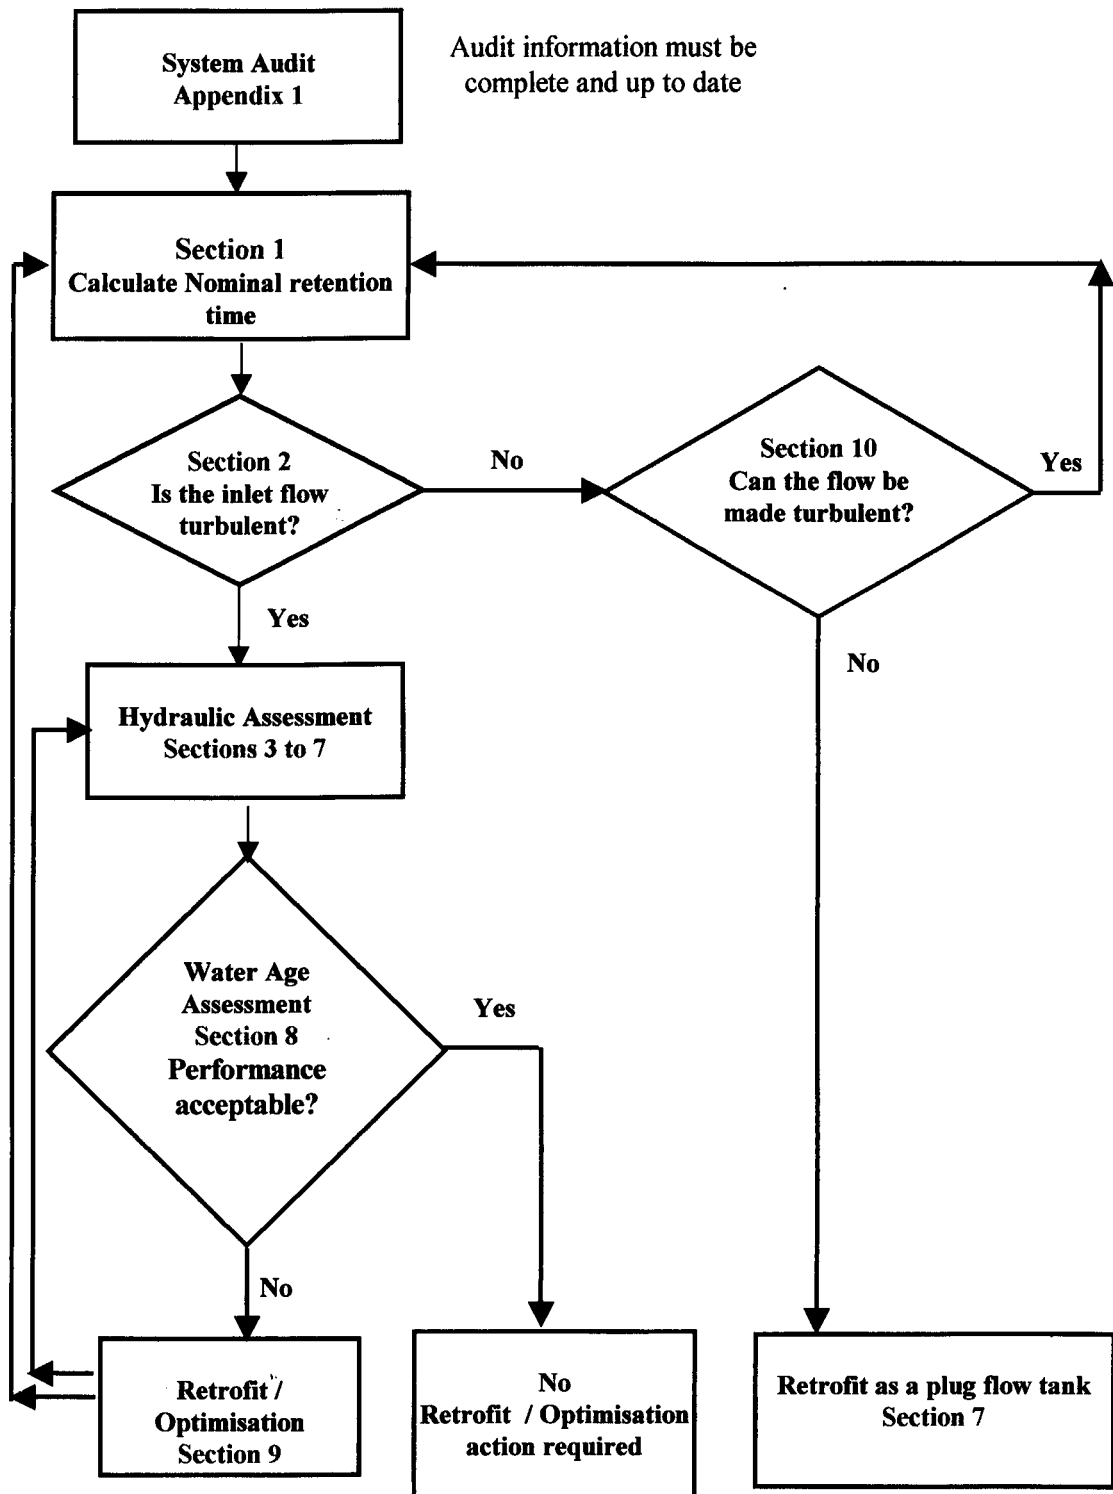 System Audit
Appendix 1
Audit information must be
complete and up to date
Section 1
Calculate Nominal retention
time
Section 2
Is the inlet flow
turbulent?
No
Section 10
Can the flow be
made turbulent?
Yes
Yes
No
Hydraulic Assessment
Sections 3 to 7
Water Age
Assessment
Section 8
Performance
acceptable?
Yes
No
Retrofit /
Optimisation
Section 9
No
Retrofit / Optimisation
action required
Retrofit as a plug flow tank
Section 7